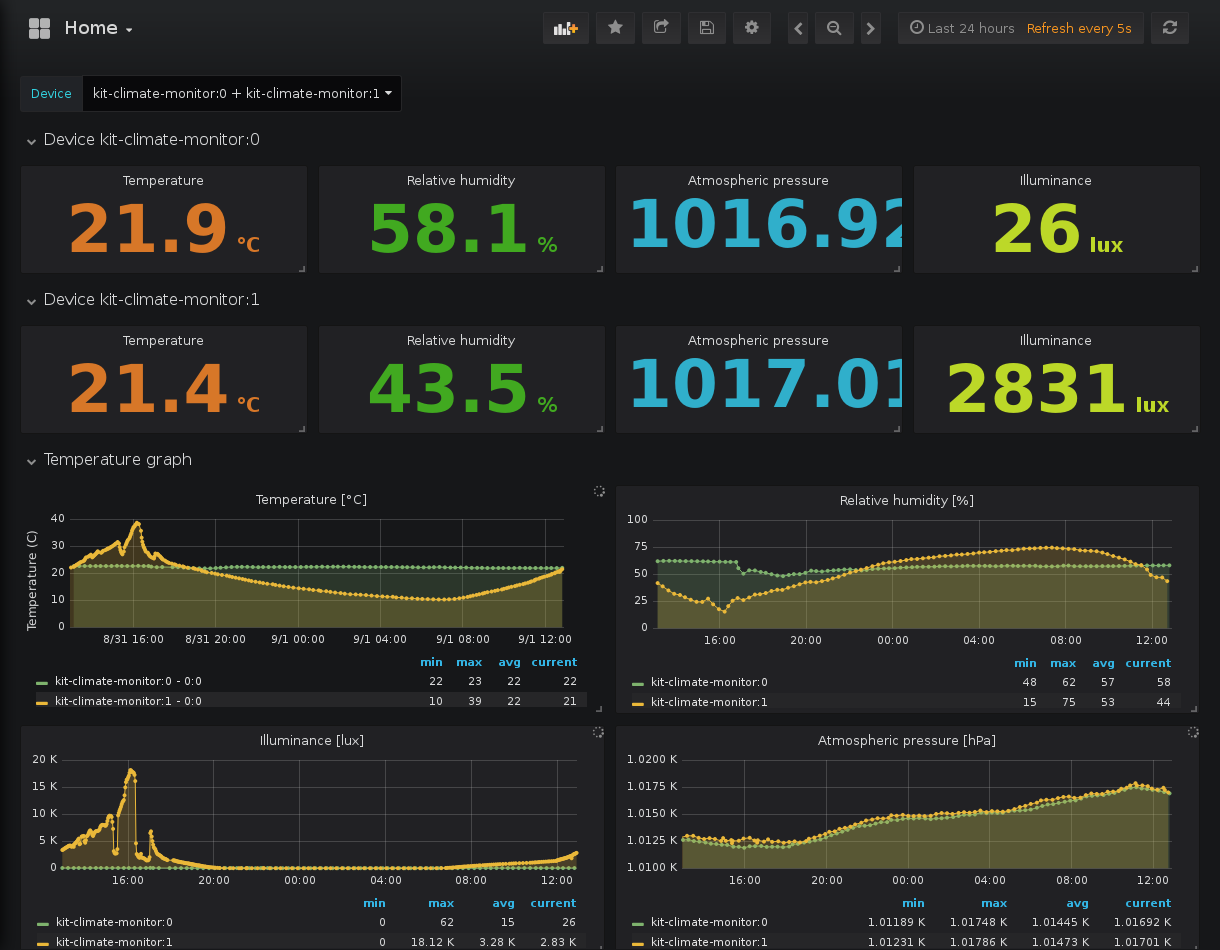 Home
Last 24 hours Refresh every 5s
Device kit-climate-monitor:0 + kit-climate-monitor:1
Device kit-climate-monitor:0
Temperature Relative humidity Atmospheric pressure Illuminance
21.9 °C 58.1 % 1016.92 26 lux
Device kit-climate-monitor:1
Temperature Relative humidity Atmospheric pressure Illuminance
21.4 °C 43.5 % 1017.01 2831 lux
Temperature graph
Temperature [°C]
Temperature (C)
40
30
20
10
0
8/31 16:00 8/31 20:00 9/1 00:00 9/1 04:00 9/1 08:00 9/1 12:00
min max avg current
kit-climate-monitor:0 - 0:0 22 23 22 22
kit-climate-monitor:1 - 0:0 10 39 22 21
Relative humidity [%]
100
75
50
25
0
16:00 20:00 00:00 04:00 08:00 12:00
min max avg current
kit-climate-monitor:0 48 62 57 58
kit-climate-monitor:1 15 75 53 44
Illuminance [lux]
20 K
15 K
10 K
5 K
0
16:00 20:00 00:00 04:00 08:00 12:00
min max avg current
kit-climate-monitor:0 0 62 15 26
kit-climate-monitor:1 0 18.12 K 3.28 K 2.83 K
Atmospheric pressure [hPa]
1.0200 K
1.0175 K
1.0150 K
1.0125 K
1.0100 K
16:00 20:00 00:00 04:00 08:00 12:00
min max avg current
kit-climate-monitor:0 1.01189 K 1.01748 K 1.01445 K 1.01692 K
kit-climate-monitor:1 1.01231 K 1.01786 K 1.01473 K 1.01701 K